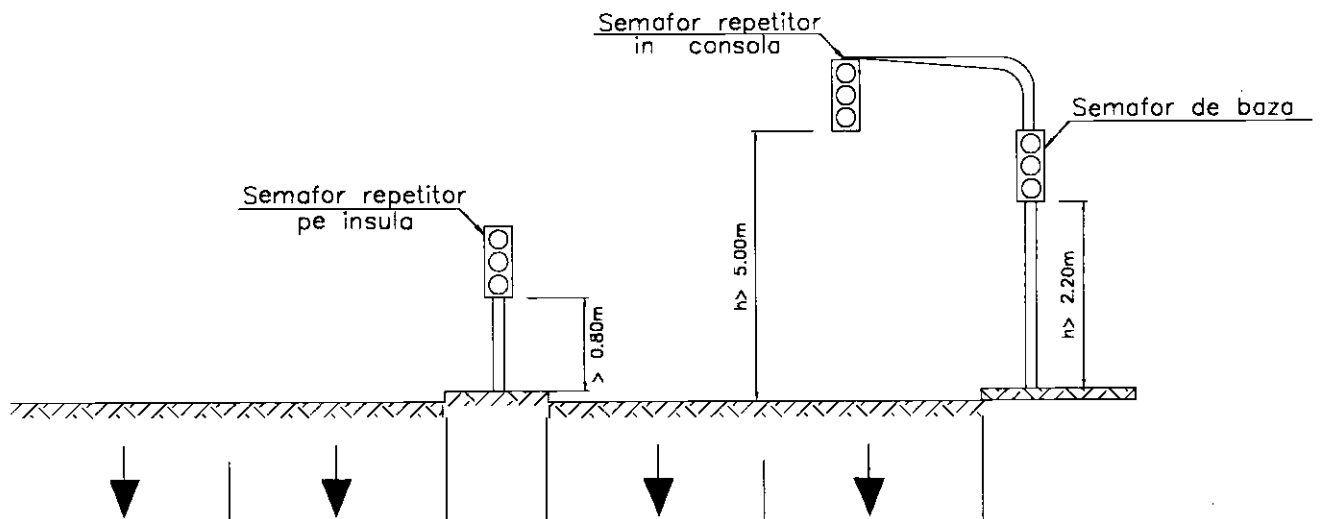 Semafor repetitor
in consola
Semafor de baza
Semafor repetitor
pe insula
h> 5.00m
h> 2.20m
> 0.80m